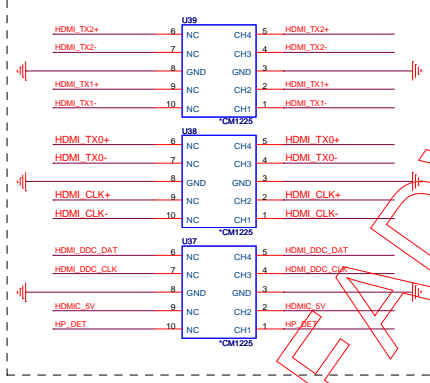 U39
HDMI_TX2+ 6 NC CH4 5 HDMI_TX2+
HDMI_TX2- 7 NC CH3 4 HDMI_TX2-
8 GND GND 3
HDMI_TX1+ 9 NC CH2 2 HDMI_TX1+
HDMI_TX1- 10 NC CH1 1 HDMI_TX1-
*CM1225
U38
HDMI_TX0+ 6 NC CH4 5 HDMI_TX0+
HDMI_TX0- 7 NC CH3 4 HDMI_TX0-
8 GND GND 3
HDMI_CLK+ 9 NC CH2 2 HDMI_CLK+
HDMI_CLK- 10 NC CH1 1 HDMI_CLK-
*CM1225
U37
HDMI_DDC_DAT 6 NC CH4 5 HDMI_DDC_DAT
HDMI_DDC_CLK 7 NC CH3 4 HDMI_DDC_CLK
8 GND GND 3
HDMIC_5V 9 NC CH2 2 HDMIC_5V
HP_DET 10 NC CH1 1 HP_DET
*CM1225